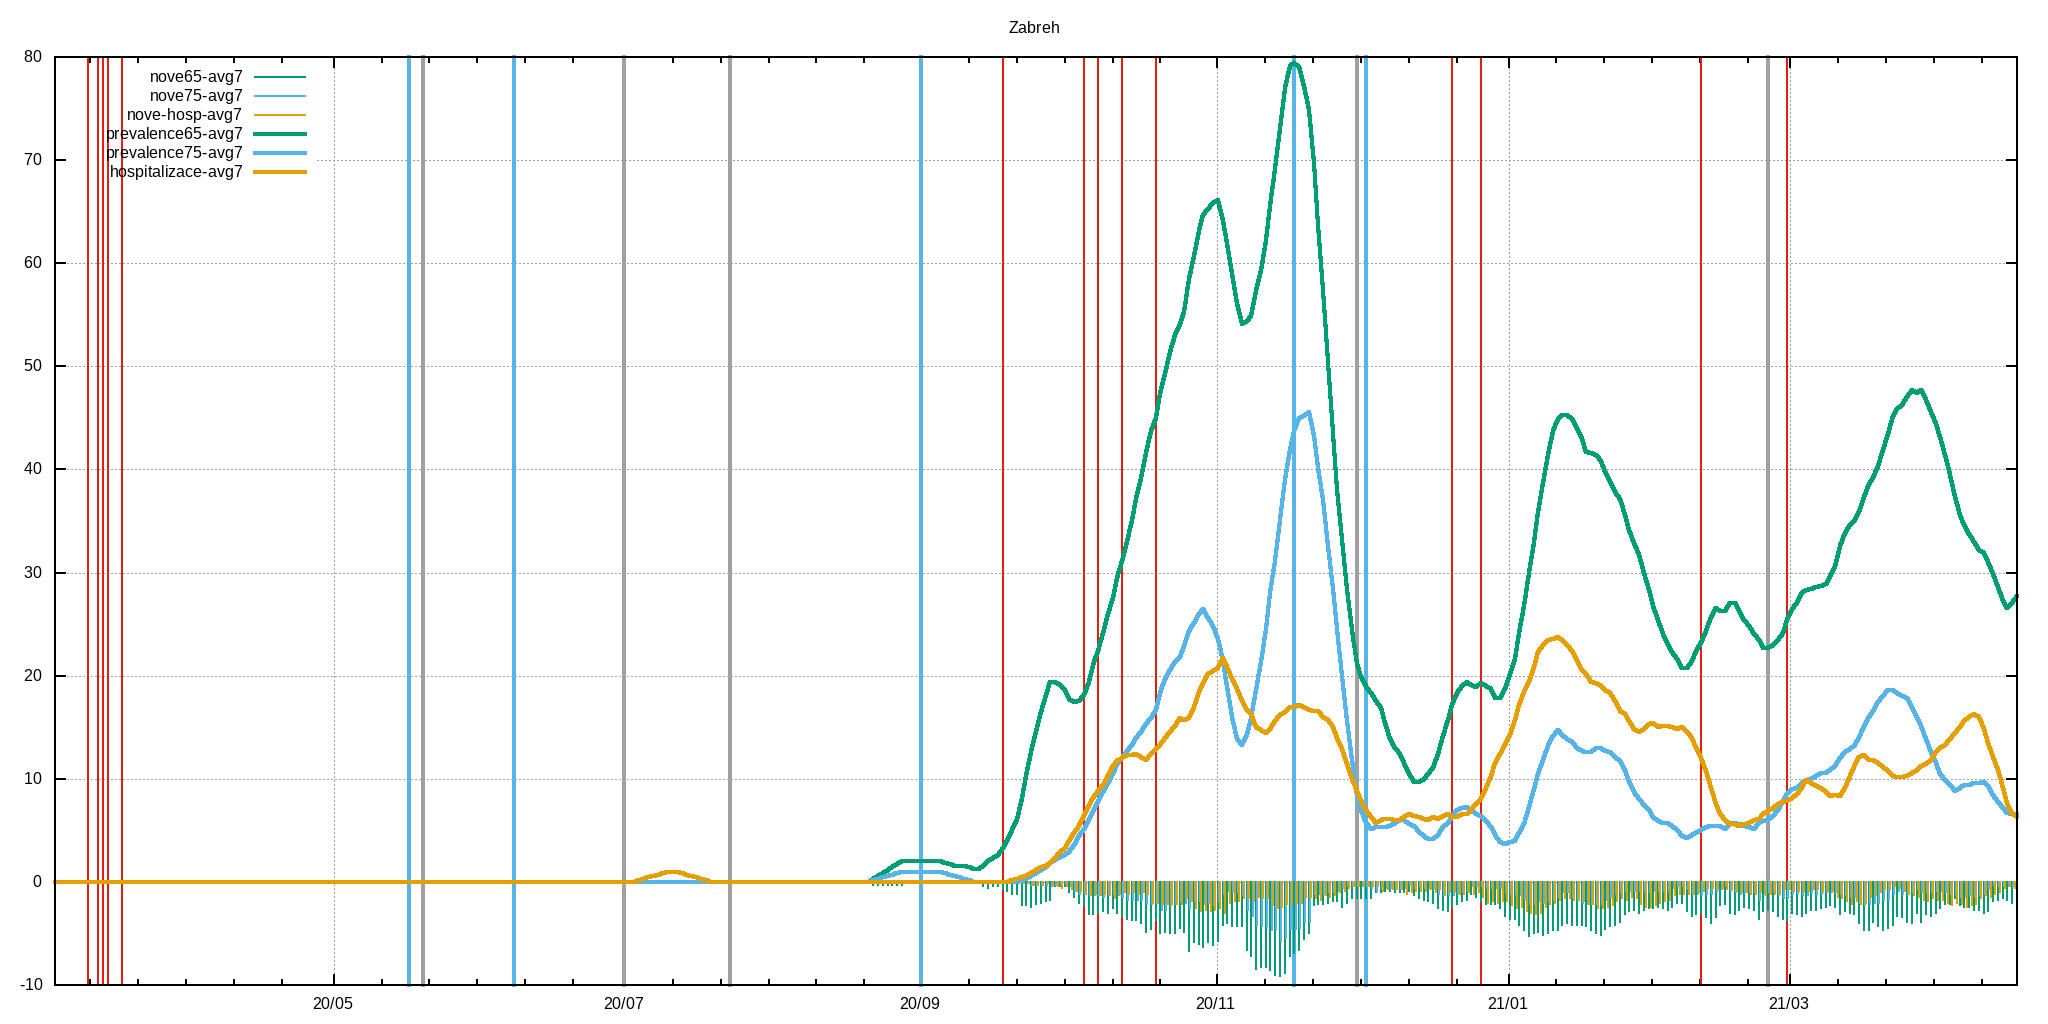 Zabreh
80
70
60
50
40
30
20
10
0
-10
nove65-avg7
nove75-avg7
nove-hosp-avg7
prevalence65-avg7
prevalence75-avg7
hospitalizace-avg7
20/05 20/07 20/09 20/11 21/01 21/03